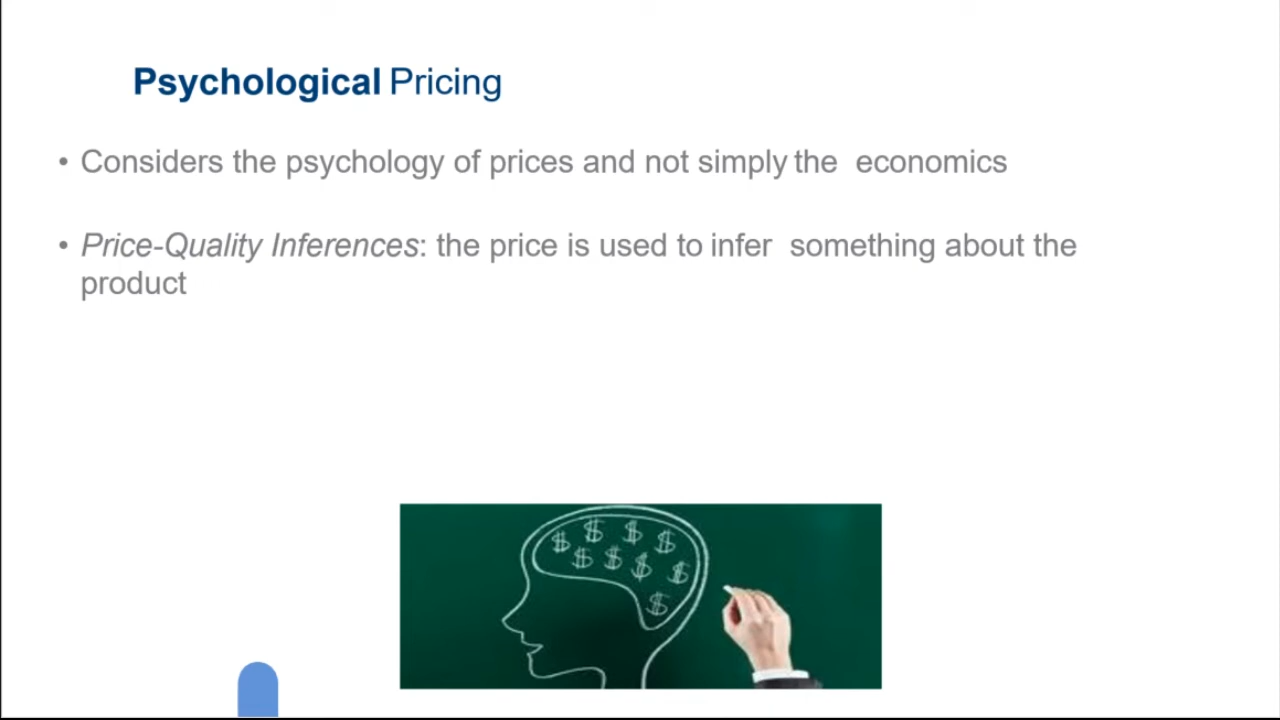 Psychological Pricing
• Considers the psychology of prices and not simply the economics
• Price-Quality Inferences: the price is used to infer something about the
product
$ $ $ $
$ $ $ $
$